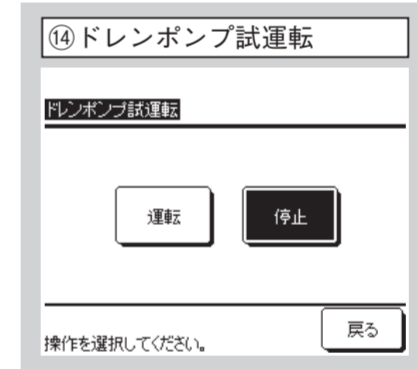 ⑭ドレンポンプ試運転
ドレンポンプ試運転
運転
停止
操作を選択してください。
戻る